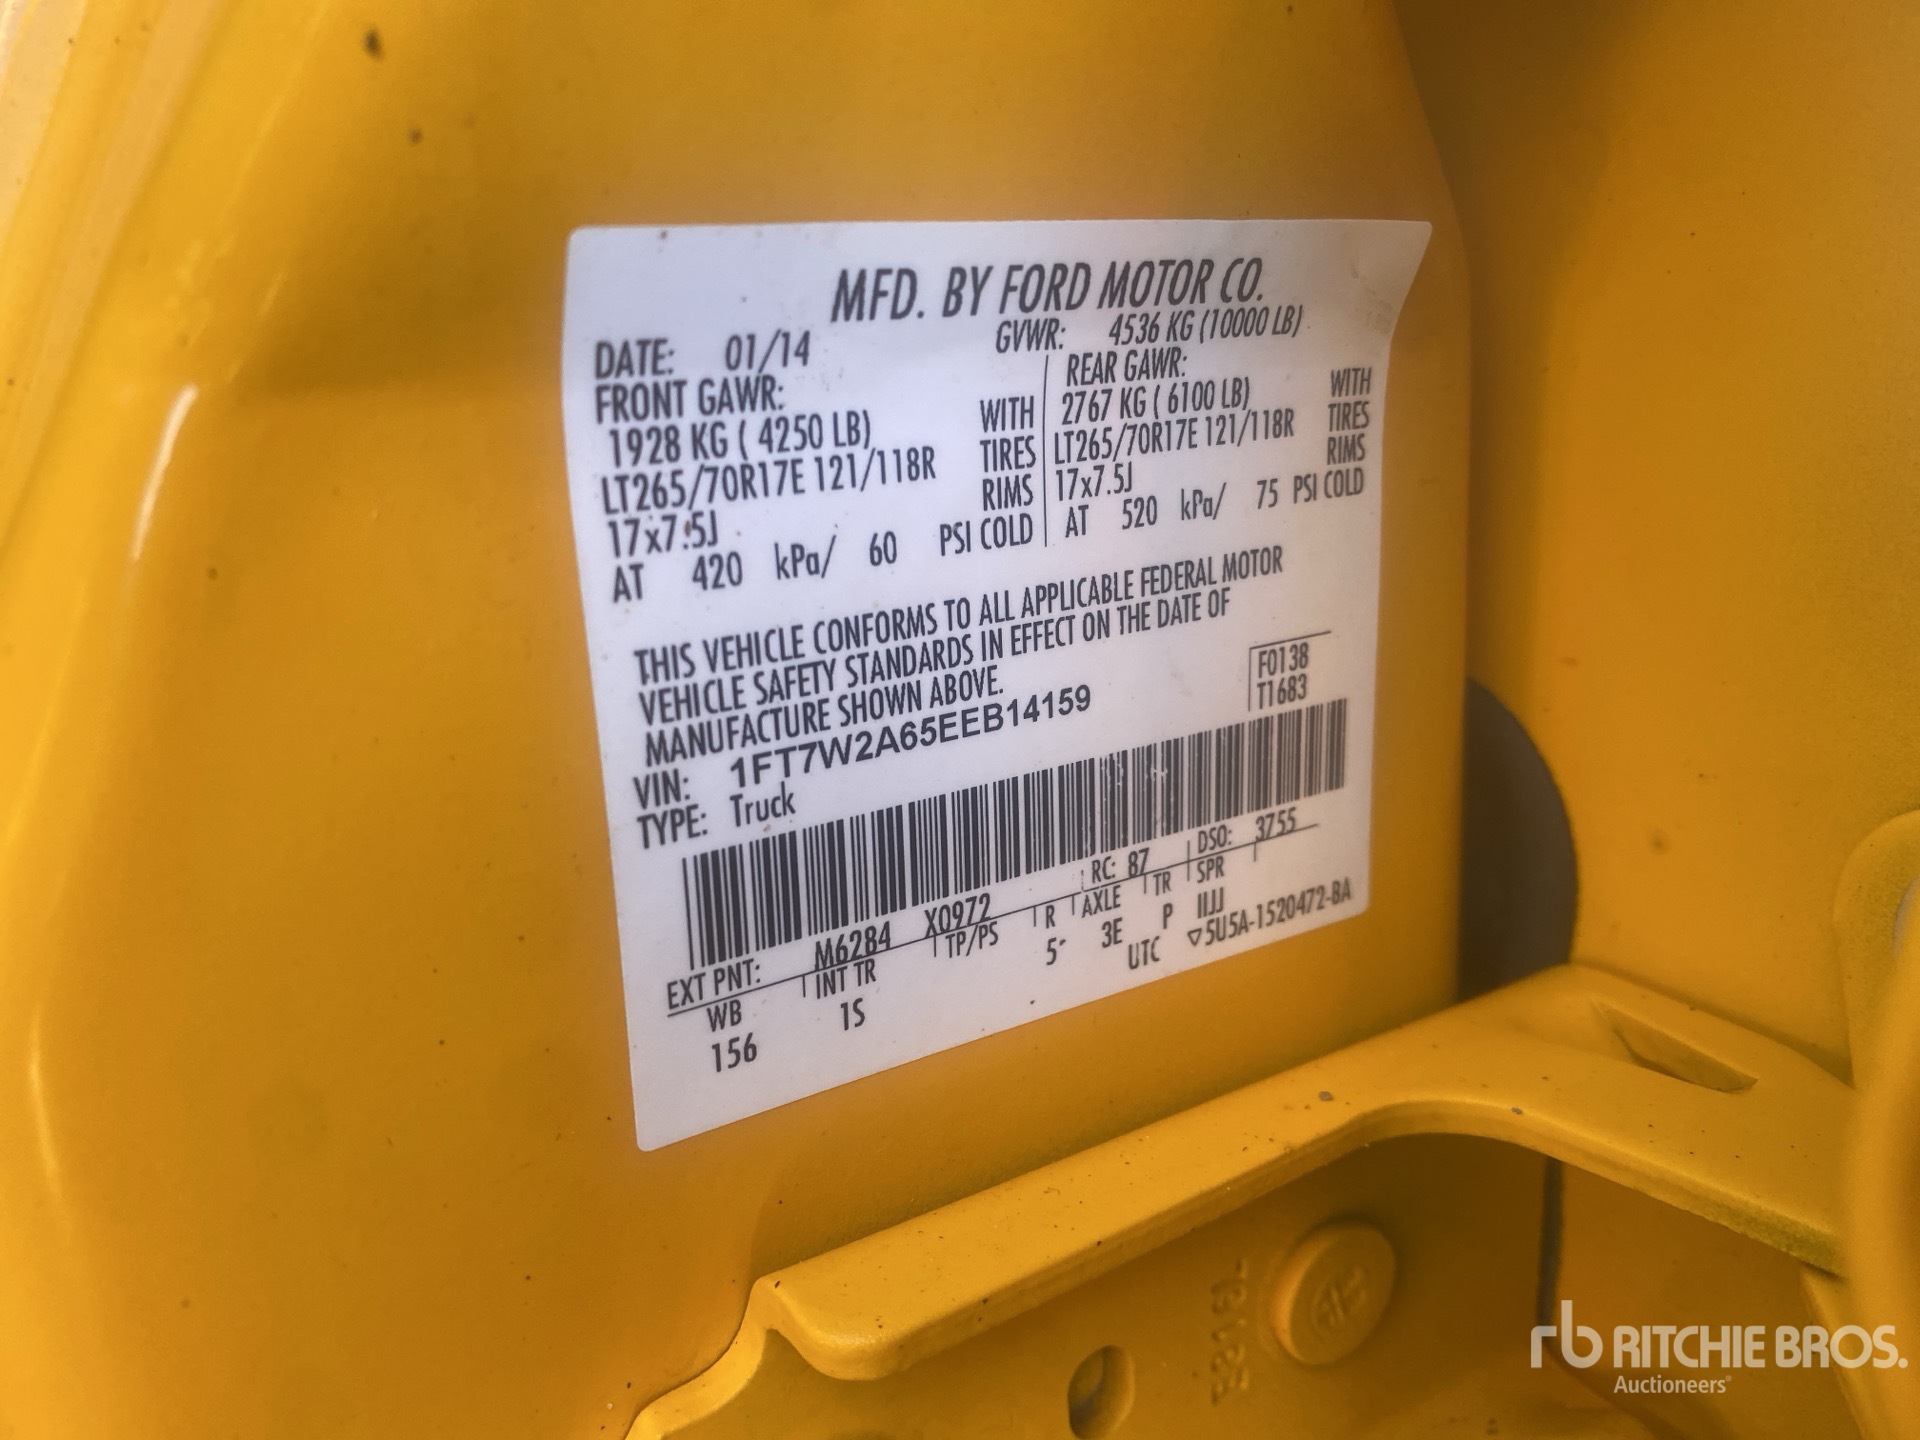 MFD. BY FORD MOTOR CO.
DATE: 01/14 GVWR: 4536 KG (10000 LB)
FRONT GAWR: REAR GAWR:
1928 KG ( 4250 LB) WITH 2767 KG ( 6100 LB) WITH
LT265/70R17E 121/118R TIRES LT265/70R17E 121/118R TIRES
17x7.5J RIMS 17x7.5J RIMS
AT 420 kPa/ 60 PSI COLD AT 520 kPa/ 75 PSI COLD
THIS VEHICLE CONFORMS TO ALL APPLICABLE FEDERAL MOTOR
VEHICLE SAFETY STANDARDS IN EFFECT ON THE DATE OF
MANUFACTURE SHOWN ABOVE.
F0138
T1683
VIN: 1FT7W2A65EEB14159
TYPE: Truck
EXT PNT: M6284 X0972 RC: 87 DSO: 3755
WB INT TR TP/PS R AXLE TR SPR
156 1S 5 3E P IIJJ
UTC ▽5U5A-1520472-BA
rb RITCHIE BROS.
Auctioneers